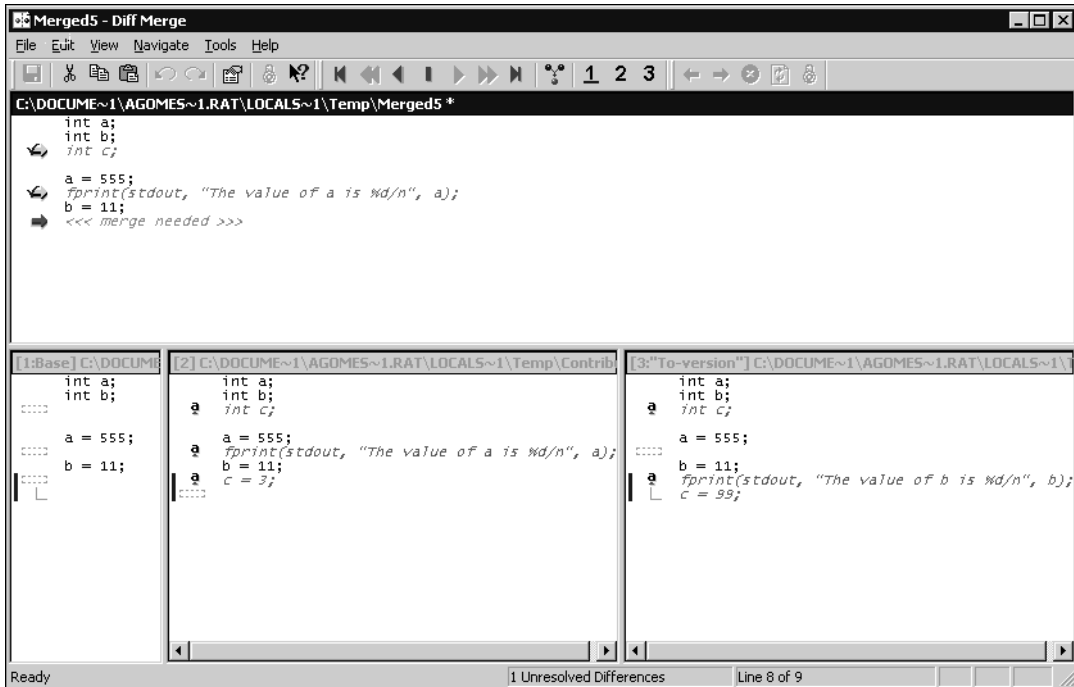 Merged5 - Diff Merge
File Edit View Navigate Tools Help
1 2 3
C:\DOCUME~1\AGOMES~1.RAT\LOCALS~1\Temp\Merged5 *
int a;
int b;
int c;
a = 555;
fprint(stdout, "The value of a is %d/n", a);
b = 11;
<<< merge needed >>>
[1:Base] C:\DOCUME
int a;
int b;
a = 555;
b = 11;
[2] C:\DOCUME~1\AGOMES~1.RAT\LOCALS~1\Temp\Contrib
int a;
int b;
int c;
a = 555;
fprint(stdout, "The value of a is %d/n", a);
b = 11;
c = 3;
[3:"To-version"] C:\DOCUME~1\AGOMES~1.RAT\LOCALS~1\T
int a;
int b;
int c;
a = 555;
b = 11;
fprint(stdout, "The value of b is %d/n", b);
c = 99;
Ready
1 Unresolved Differences
Line 8 of 9